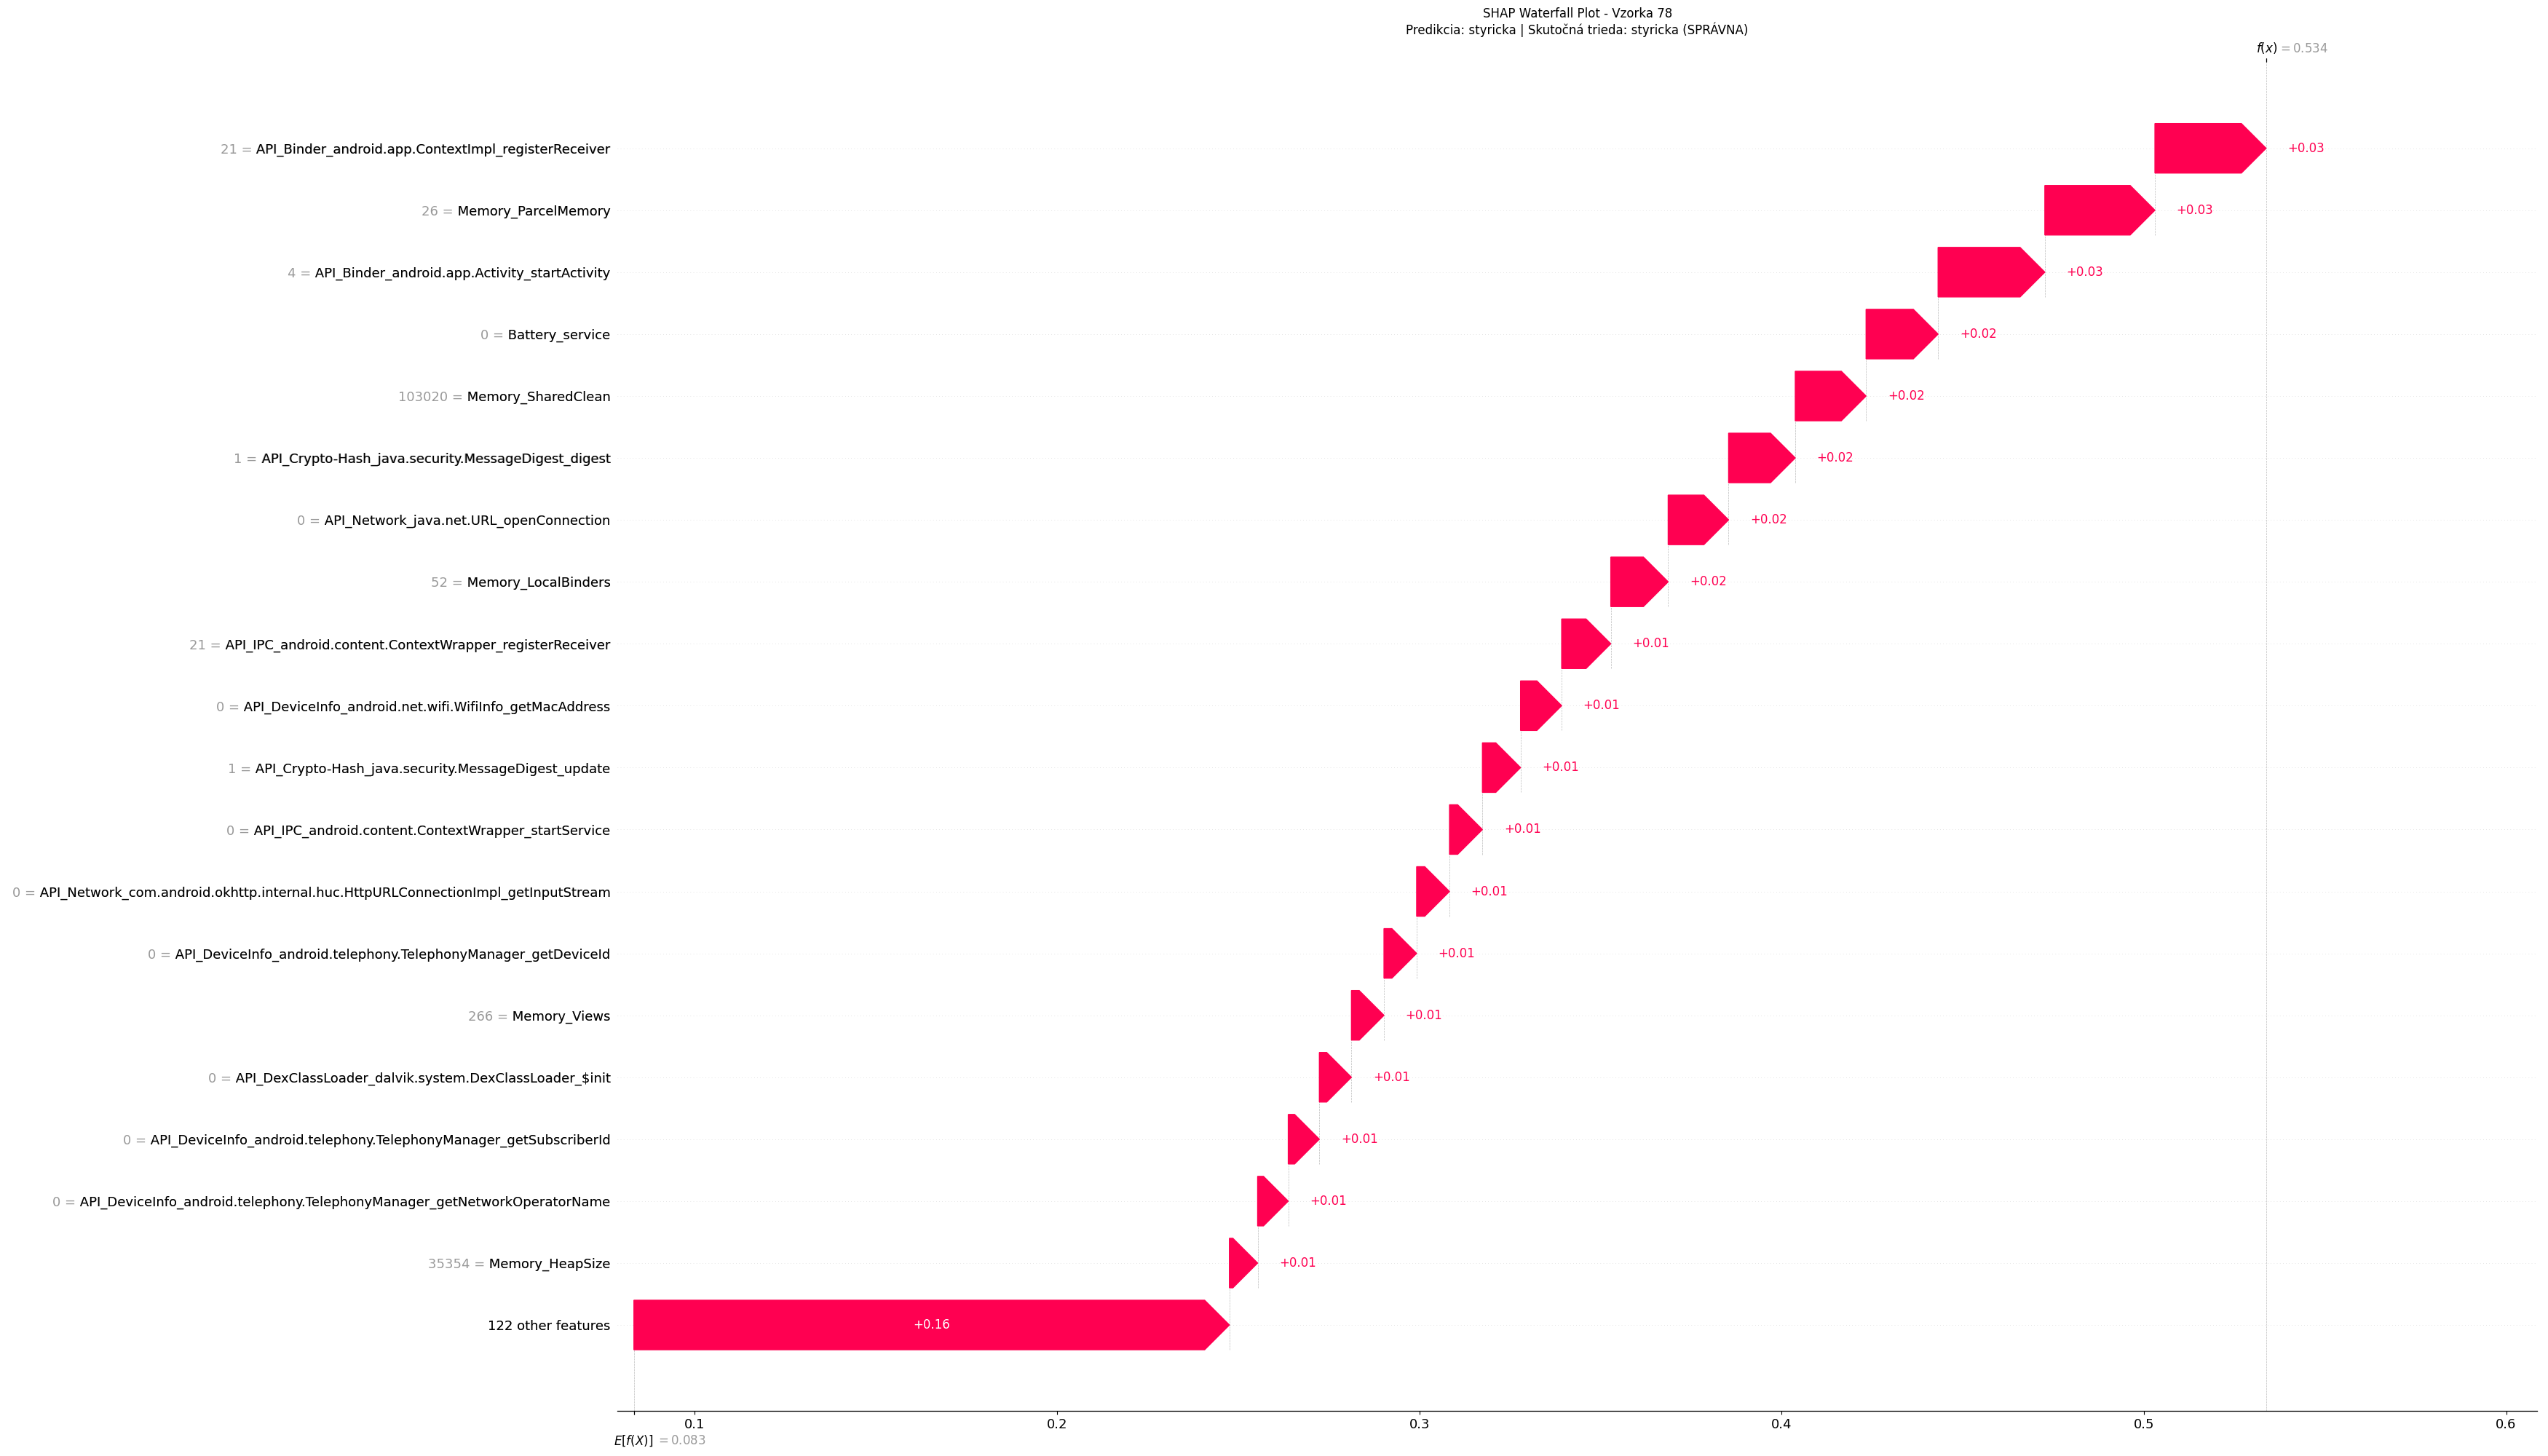 SHAP Waterfall Plot - Vzorka 78
Predikcia: styricka | Skutočná trieda: styricka (SPRÁVNA)
f(x) = 0.534
21 = API_Binder_android.app.ContextImpl_registerReceiver +0.03
26 = Memory_ParcelMemory +0.03
4 = API_Binder_android.app.Activity_startActivity +0.03
0 = Battery_service +0.02
103020 = Memory_SharedClean +0.02
1 = API_Crypto-Hash_java.security.MessageDigest_digest +0.02
0 = API_Network_java.net.URL_openConnection +0.02
52 = Memory_LocalBinders +0.02
21 = API_IPC_android.content.ContextWrapper_registerReceiver +0.01
0 = API_DeviceInfo_android.net.wifi.WifiInfo_getMacAddress +0.01
1 = API_Crypto-Hash_java.security.MessageDigest_update +0.01
0 = API_IPC_android.content.ContextWrapper_startService +0.01
0 = API_Network_com.android.okhttp.internal.huc.HttpURLConnectionImpl_getInputStream +0.01
0 = API_DeviceInfo_android.telephony.TelephonyManager_getDeviceId +0.01
266 = Memory_Views +0.01
0 = API_DexClassLoader_dalvik.system.DexClassLoader_$init +0.01
0 = API_DeviceInfo_android.telephony.TelephonyManager_getSubscriberId +0.01
0 = API_DeviceInfo_android.telephony.TelephonyManager_getNetworkOperatorName +0.01
35354 = Memory_HeapSize +0.01
122 other features +0.16
0.1 0.2 0.3 0.4 0.5 0.6
E[f(X)] = 0.083